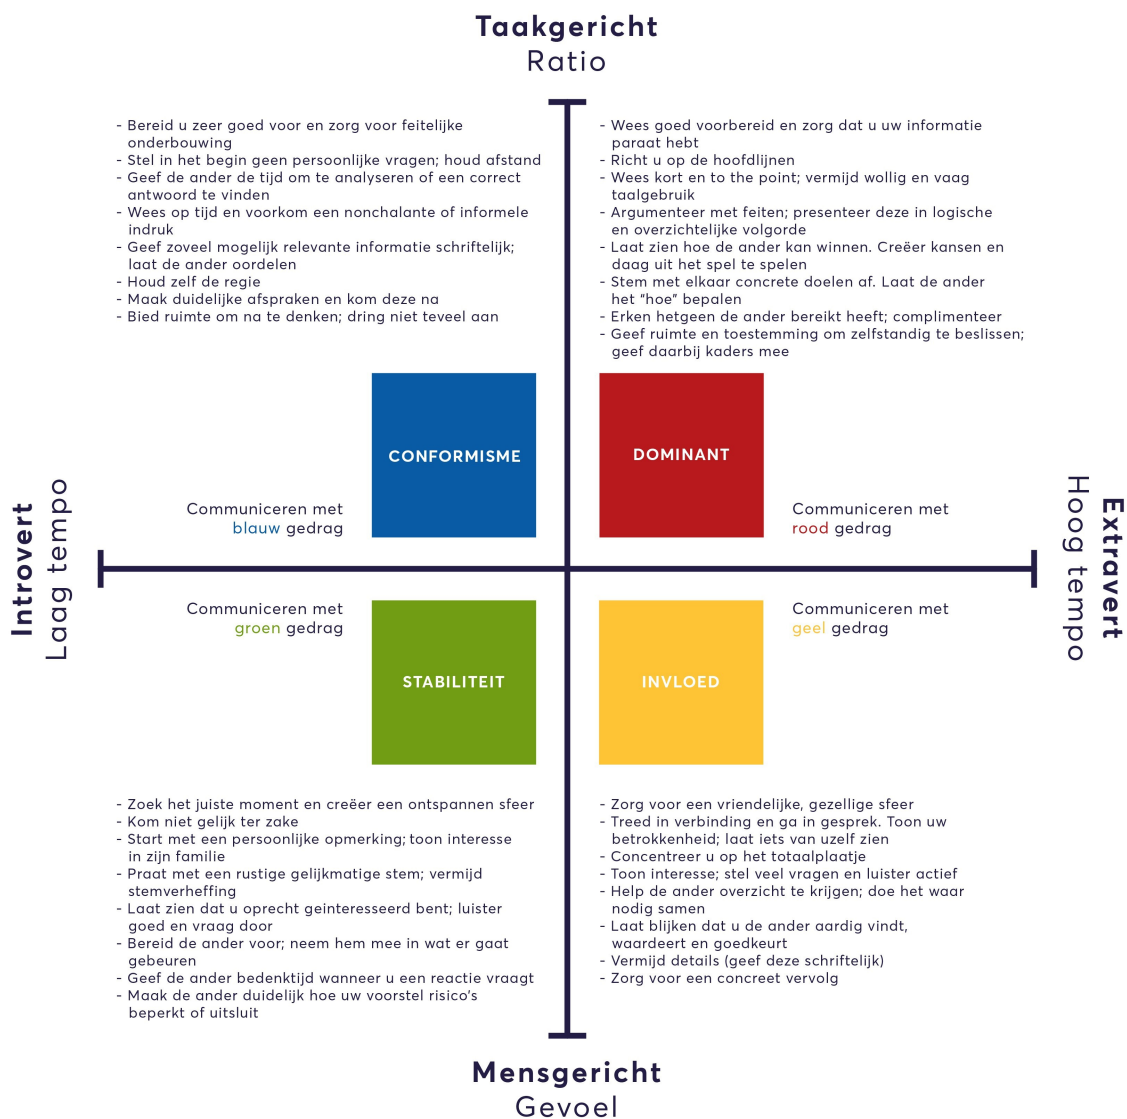 Taakgericht
Ratio
- Bereid u zeer goed voor en zorg voor feitelijke
onderbouwing
- Stel in het begin geen persoonlijke vragen; houd afstand
- Geef de ander de tijd om te analyseren of een correct
antwoord te vinden
- Wees op tijd en voorkom een nonchalante of informele
indruk
- Geef zoveel mogelijk relevante informatie schriftelijk;
laat de ander oordelen
- Houd zelf de regie
- Maak duidelijke afspraken en kom deze na
- Bied ruimte om na te denken; dring niet teveel aan
- Wees goed voorbereid en zorg dat u uw informatie
paraat hebt
- Richt u op de hoofdlijnen
- Wees kort en to the point; vermijd wollig en vaag
taalgebruik
- Argumenteer met feiten; presenteer deze in logische
en overzichtelijke volgorde
- Laat zien hoe de ander kan winnen. Creëer kansen en
daag uit het spel te spelen
- Stem met elkaar concrete doelen af. Laat de ander
het "hoe" bepalen
- Erken hetgeen de ander bereikt heeft; complimenteer
- Geef ruimte en toestemming om zelfstandig te beslissen;
geef daarbij kaders mee
CONFORMISME
DOMINANT
Communiceren met
blauw gedrag
Communiceren met
rood gedrag
Introvert
Laag tempo
Extravert
Hoog tempo
Communiceren met
groen gedrag
Communiceren met
geel gedrag
STABILITEIT
INVLOED
- Zoek het juiste moment en creëer een ontspannen sfeer
- Kom niet gelijk ter zake
- Start met een persoonlijke opmerking; toon interesse
in zijn familie
- Praat met een rustige gelijkmatige stem; vermijd
stemverheffing
- Laat zien dat u oprecht geinteresseerd bent; luister
goed en vraag door
- Bereid de ander voor; neem hem mee in wat er gaat
gebeuren
- Geef de ander bedenktijd wanneer u een reactie vraagt
- Maak de ander duidelijk hoe uw voorstel risico's
beperkt of uitsluit
- Zorg voor een vriendelijke, gezellige sfeer
- Treed in verbinding en ga in gesprek. Toon uw
betrokkenheid; laat iets van uzelf zien
- Concentreer u op het totaalplaatje
- Toon interesse; stel veel vragen en luister actief
- Help de ander overzicht te krijgen; doe het waar
nodig samen
- Laat blijken dat u de ander aardig vindt,
waardeert en goedkeurt
- Vermijd details (geef deze schriftelijk)
- Zorg voor een concreet vervolg
Mensgericht
Gevoel